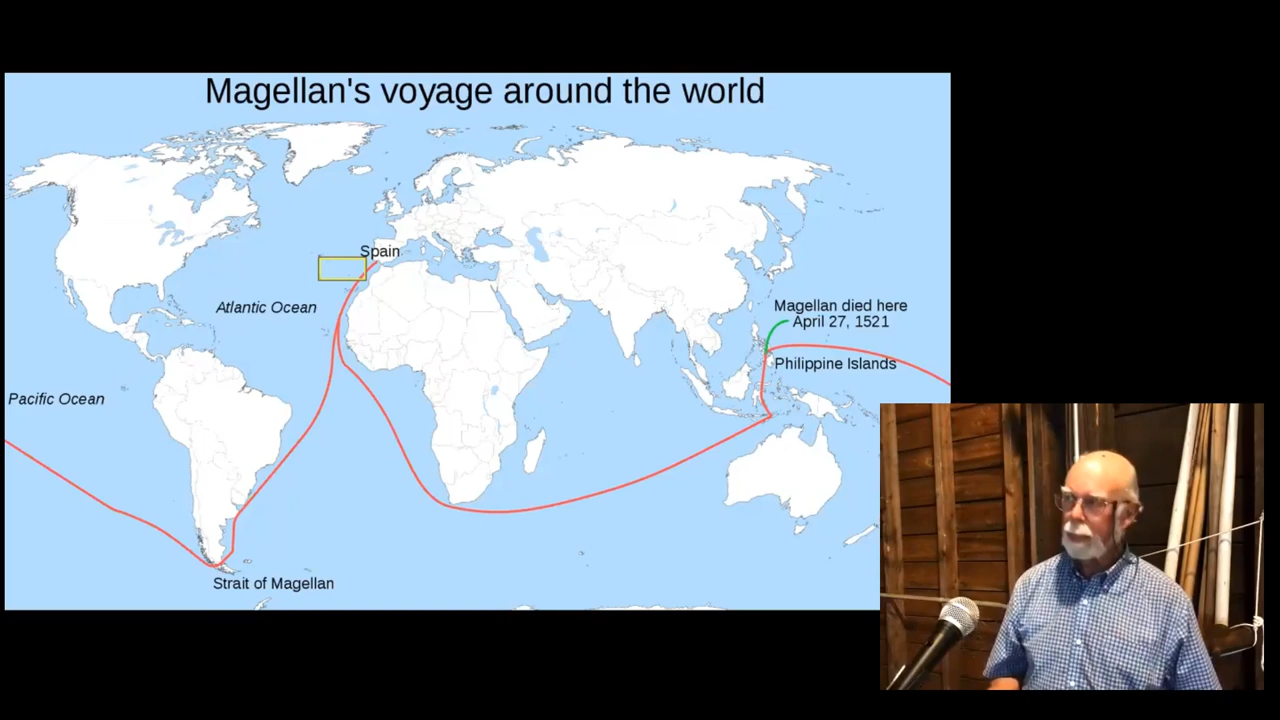 Magellan's voyage around the world
Spain
Atlantic Ocean
Magellan died here
April 27, 1521
Philippine Islands
Pacific Ocean
Strait of Magellan